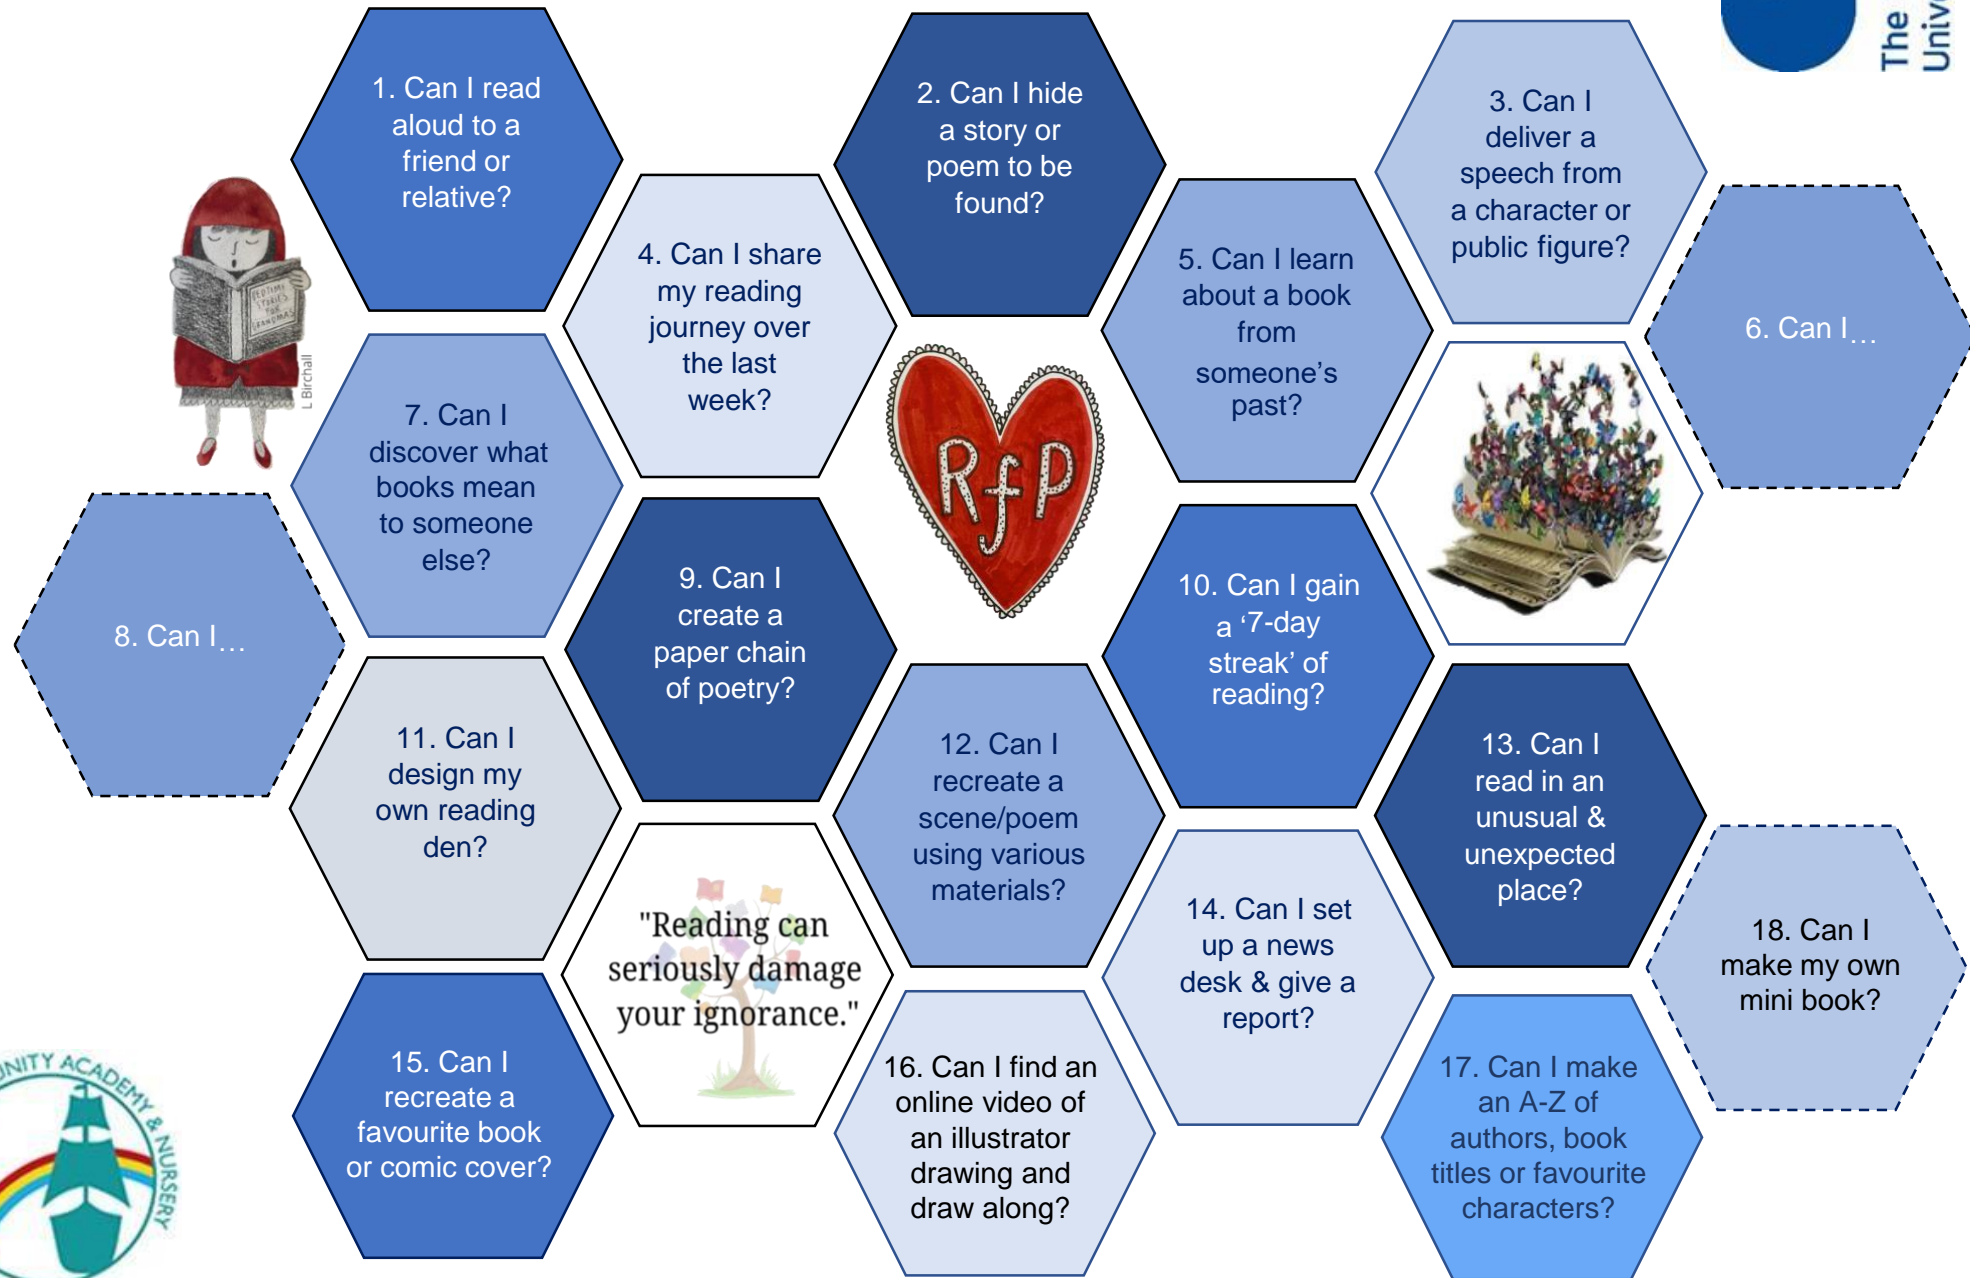 The
Unive
1. Can I read
aloud to a
friend or
relative?
2. Can I hide
a story or
poem to be
found?
3. Can I
deliver a
speech from
a character or
public figure?
4. Can I share
my reading
journey over
the last
week?
5. Can I learn
about a book
from
someone’s
past?
6. Can I…
BEDTIME
STORIES
FOR
GRANDMAS
L Birchall
7. Can I
discover what
books mean
to someone
else?
RfP
8. Can I…
9. Can I
create a
paper chain
of poetry?
10. Can I gain
a ‘7-day
streak’ of
reading?
11. Can I
design my
own reading
den?
12. Can I
recreate a
scene/poem
using various
materials?
13. Can I
read in an
unusual &
unexpected
place?
"Reading can
seriously damage
your ignorance."
14. Can I set
up a news
desk & give a
report?
18. Can I
make my own
mini book?
15. Can I
recreate a
favourite book
or comic cover?
16. Can I find an
online video of
an illustrator
drawing and
draw along?
17. Can I make
an A-Z of
authors, book
titles or favourite
characters?
NITY ACADEMY & NURSERY